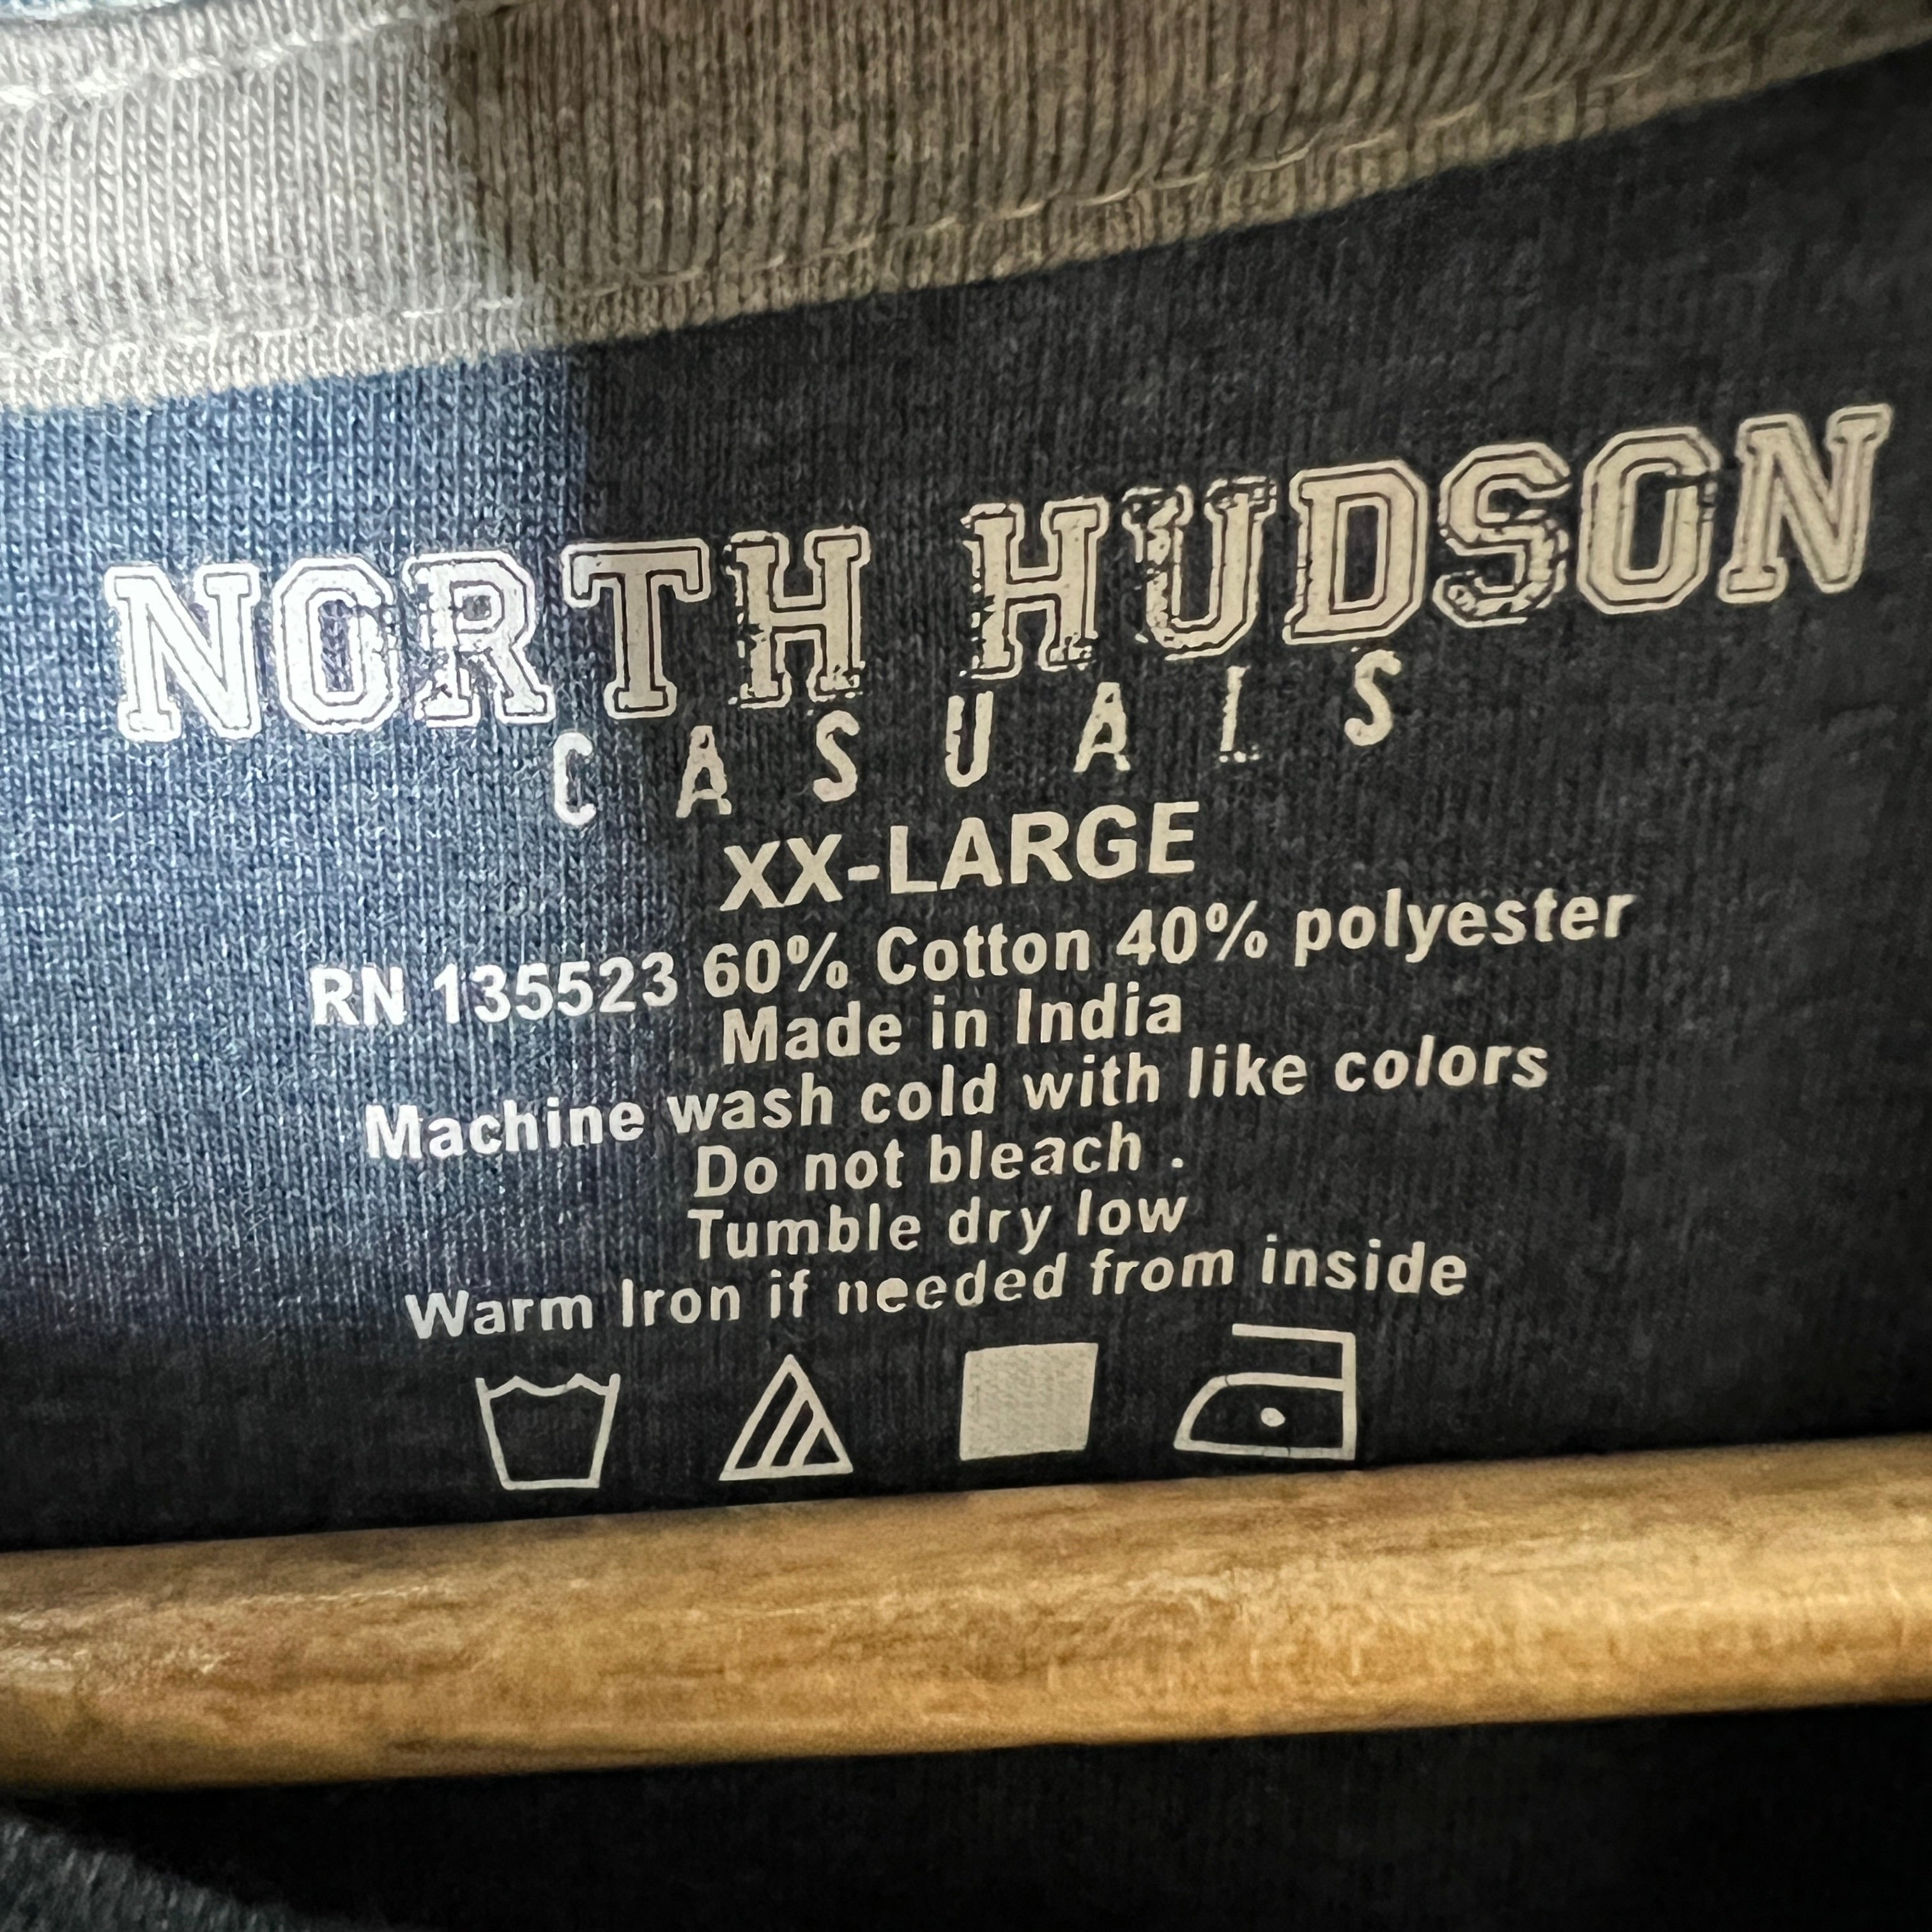 NORTH HUDSON
CASUALS
XX-LARGE
RN 135523 60% Cotton 40% polyester
Made in India
Machine wash cold with like colors
Do not bleach .
Tumble dry low
Warm Iron if needed from inside